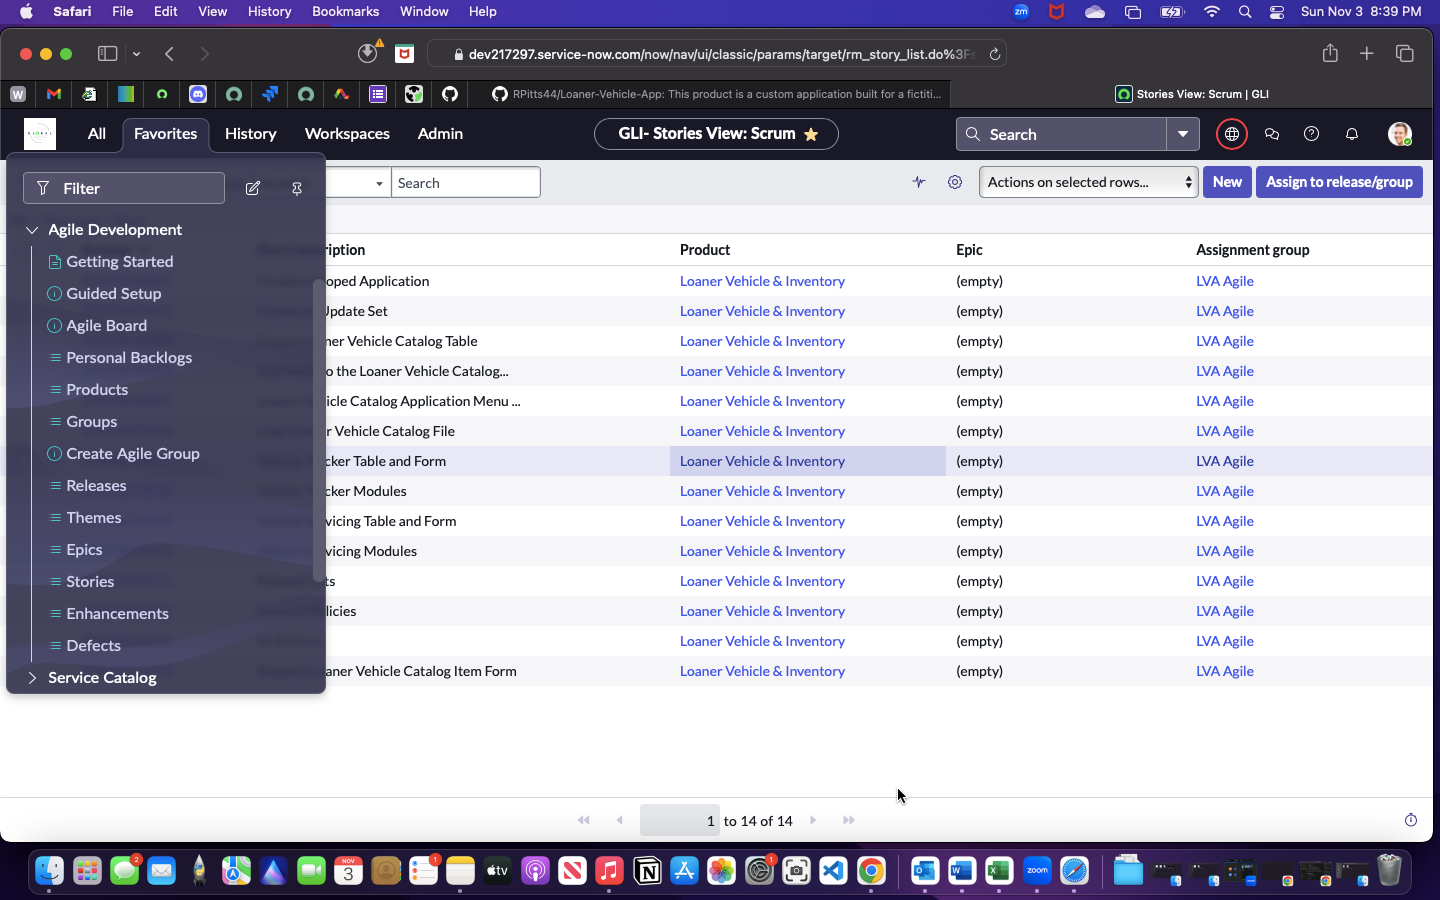 Safari File Edit View History Bookmarks Window Help
zm
Sun Nov 3 8:39 PM
dev217297.service-now.com/now/nav/ui/classic/params/target/rm_story_list.do%3Fs
W
RPitts44/Loaner-Vehicle-App: This product is a custom application built for a fictiti...
Stories View: Scrum | GLI
All Favorites History Workspaces Admin
GLI- Stories View: Scrum
Search
Filter
Search
Actions on selected rows...
New
Assign to release/group
Agile Development
Getting Started
Guided Setup
Agile Board
Personal Backlogs
Products
Groups
Create Agile Group
Releases
Themes
Epics
Stories
Enhancements
Defects
Service Catalog
ription Product Epic Assignment group
oped Application Loaner Vehicle & Inventory (empty) LVA Agile
Update Set Loaner Vehicle & Inventory (empty) LVA Agile
ner Vehicle Catalog Table Loaner Vehicle & Inventory (empty) LVA Agile
o the Loaner Vehicle Catalog... Loaner Vehicle & Inventory (empty) LVA Agile
icle Catalog Application Menu ... Loaner Vehicle & Inventory (empty) LVA Agile
r Vehicle Catalog File Loaner Vehicle & Inventory (empty) LVA Agile
cker Table and Form Loaner Vehicle & Inventory (empty) LVA Agile
cker Modules Loaner Vehicle & Inventory (empty) LVA Agile
vicing Table and Form Loaner Vehicle & Inventory (empty) LVA Agile
vicing Modules Loaner Vehicle & Inventory (empty) LVA Agile
ts Loaner Vehicle & Inventory (empty) LVA Agile
licies Loaner Vehicle & Inventory (empty) LVA Agile
Loaner Vehicle & Inventory (empty) LVA Agile
aner Vehicle Catalog Item Form Loaner Vehicle & Inventory (empty) LVA Agile
1 to 14 of 14
2
NOV
3
1
tv
1
zoom